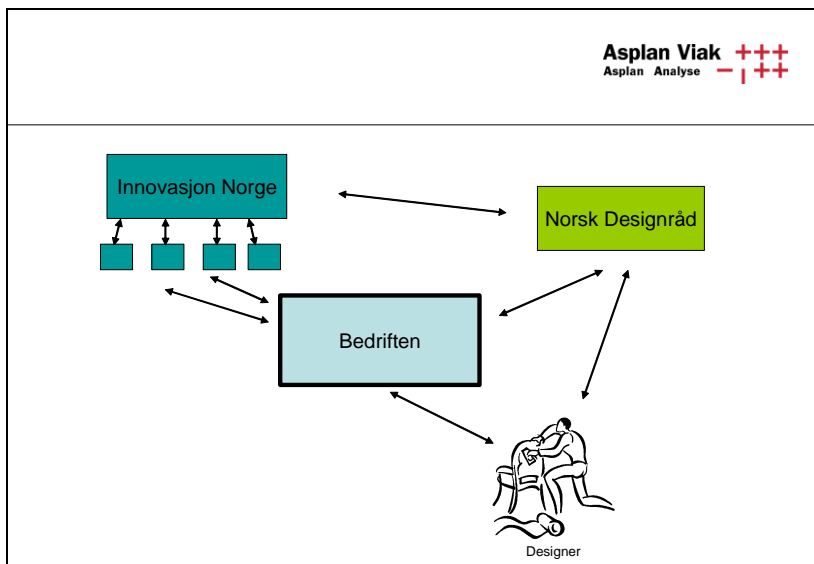 Asplan Viak
Asplan Analyse
Innovasjon Norge
Norsk Designråd
Bedriften
Designer